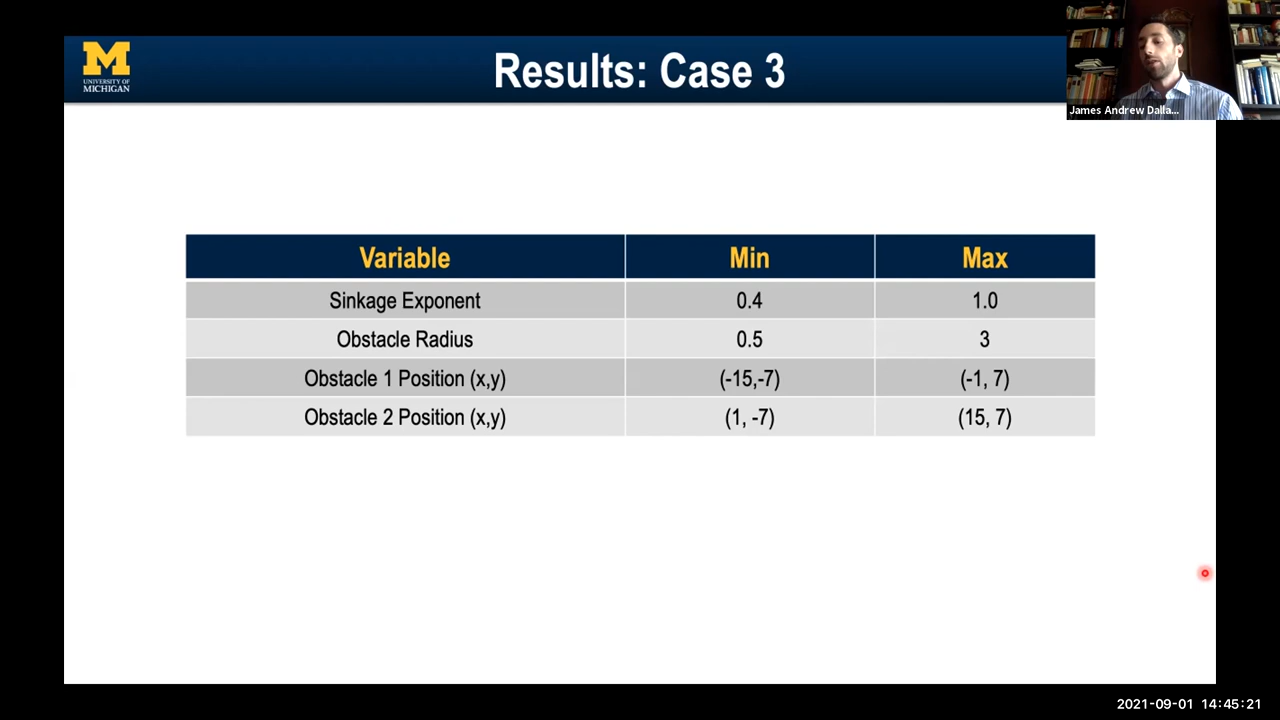 UNIVERSITY OF
MICHIGAN
Results: Case 3
James Andrew Dalla...
Variable Min Max
Sinkage Exponent 0.4 1.0
Obstacle Radius 0.5 3
Obstacle 1 Position (x,y) (-15,-7) (-1, 7)
Obstacle 2 Position (x,y) (1, -7) (15, 7)
2021-09-01 14:45:21